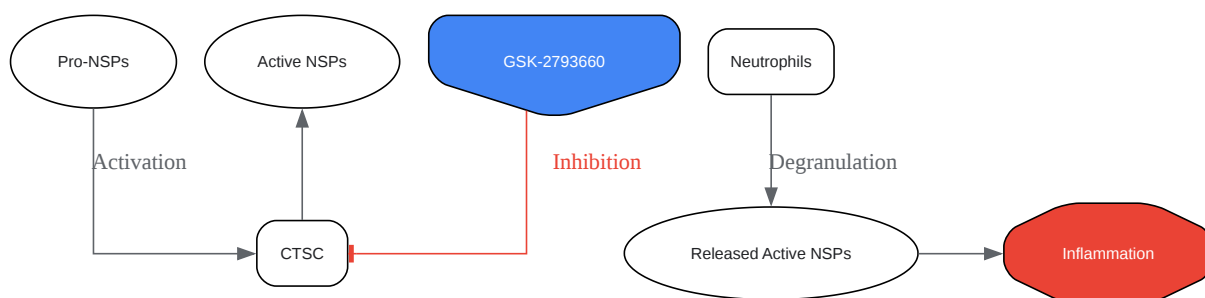 Pro-NSPs
Active NSPs
GSK-2793660
Neutrophils
Activation
Inhibition
Degranulation
CTSC
Released Active NSPs
Inflammation